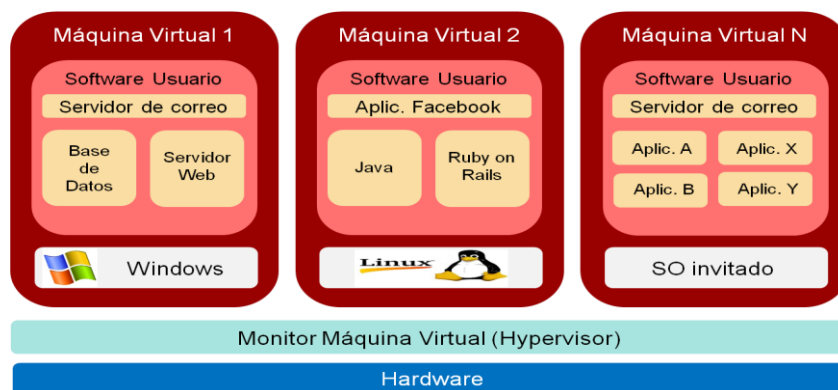 Máquina Virtual 1
Software Usuario
Servidor de correo
Base
de
Datos
Servidor
Web
Windows
Máquina Virtual 2
Software Usuario
Aplic. Facebook
Java
Ruby on
Rails
Linux
Máquina Virtual N
Software Usuario
Servidor de correo
Aplic. A
Aplic. X
Aplic. B
Aplic. Y
SO invitado
Monitor Máquina Virtual (Hypervisor)
Hardware